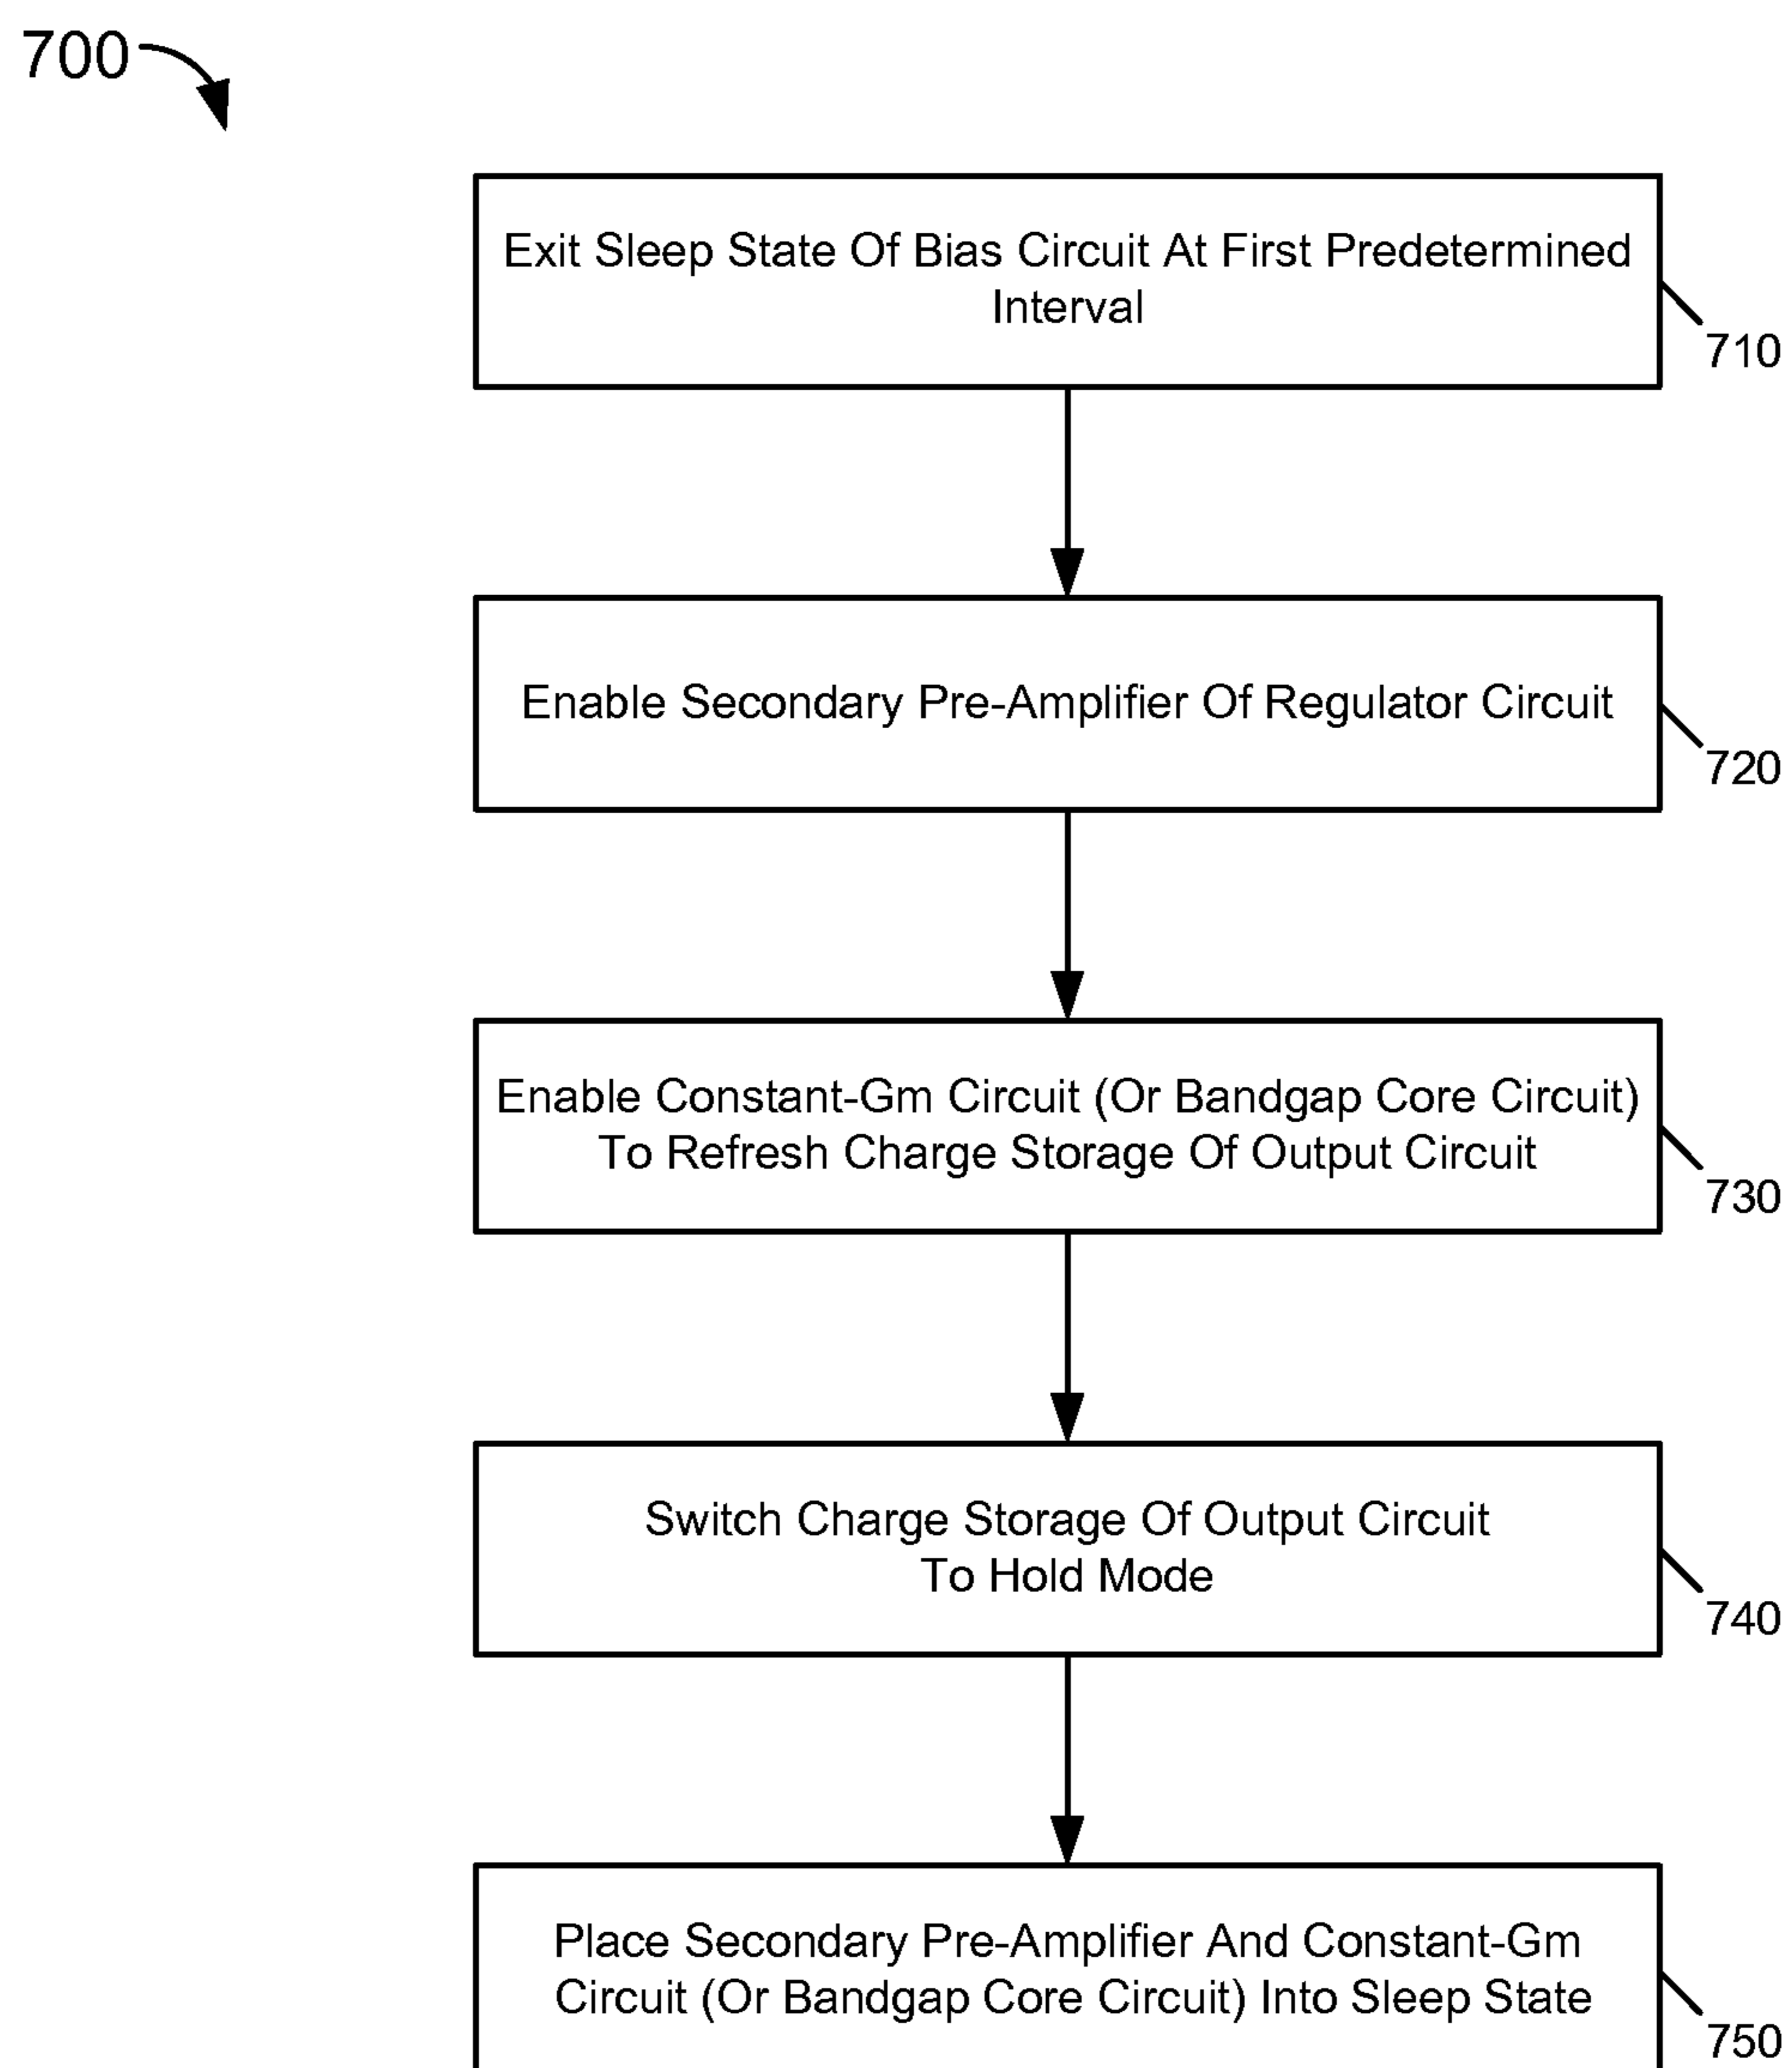 700
Exit Sleep State Of Bias Circuit At First Predetermined
Interval
710
Enable Secondary Pre-Amplifier Of Regulator Circuit
720
Enable Constant-Gm Circuit (Or Bandgap Core Circuit)
To Refresh Charge Storage Of Output Circuit
730
Switch Charge Storage Of Output Circuit
To Hold Mode
740
Place Secondary Pre-Amplifier And Constant-Gm
Circuit (Or Bandgap Core Circuit) Into Sleep State
750